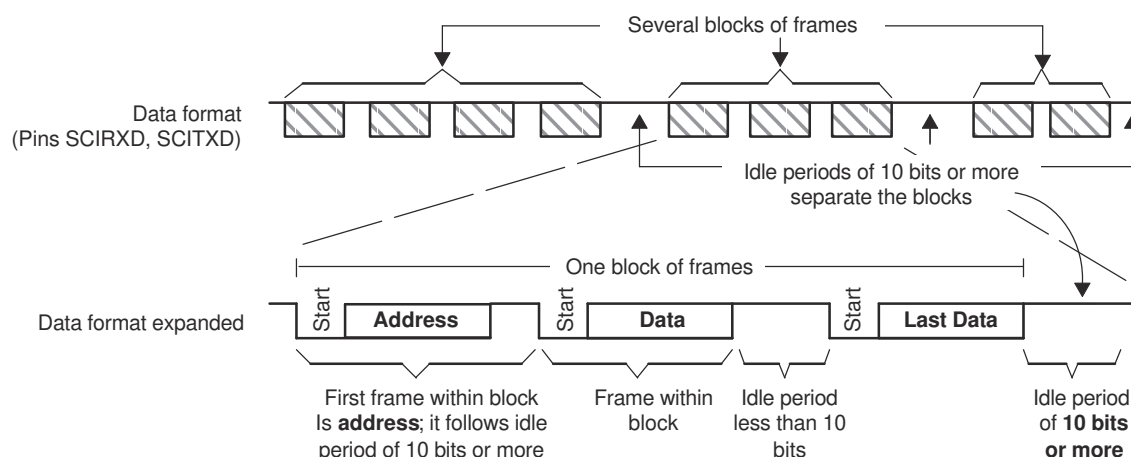 Several blocks of frames
Data format
(Pins SCIRXD, SCITXD)
Idle periods of 10 bits or more
separate the blocks
One block of frames
Data format expanded
Start
Address
Start
Data
Start
Last Data
First frame within block
Is address; it follows idle
period of 10 bits or more
Frame within
block
Idle period
less than 10
bits
Idle period
of 10 bits
or more